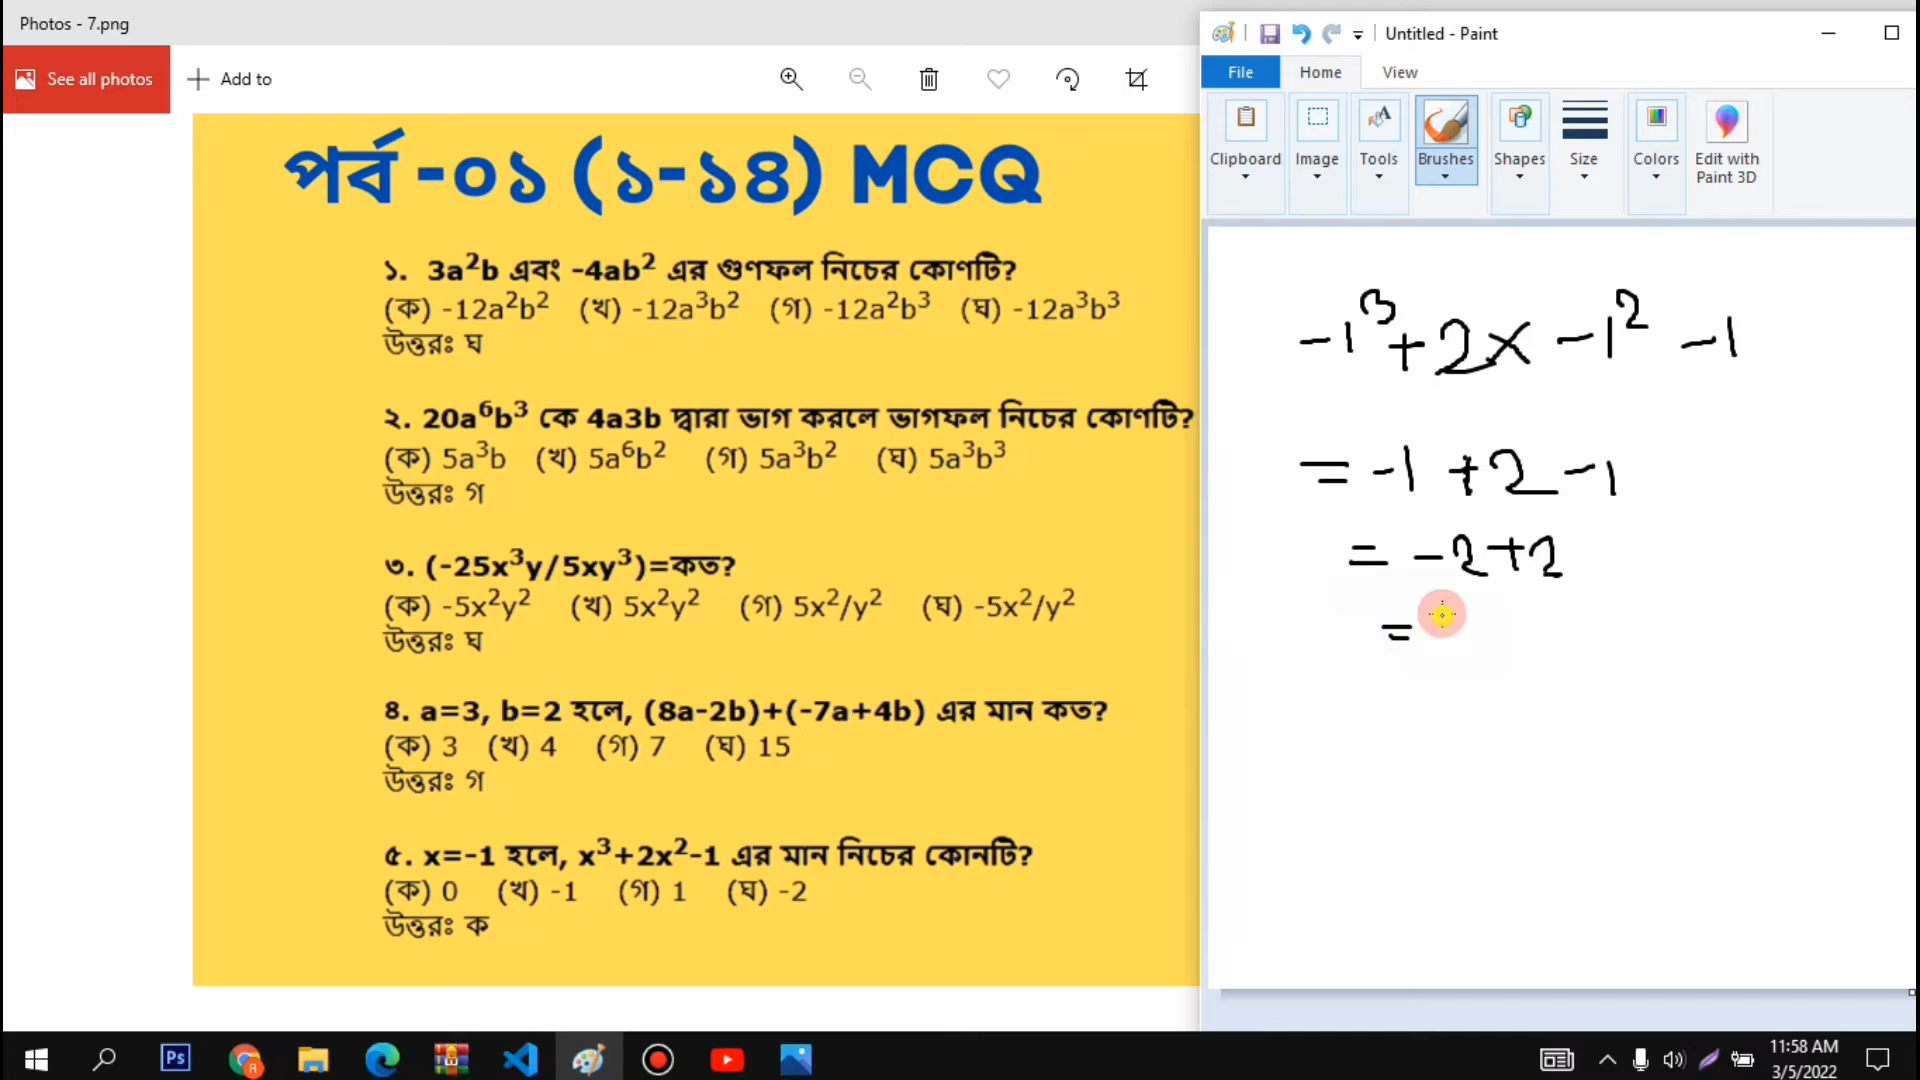 Photos - 7.png
See all photos
Add to
পর্ব -০১ (১-১৪) MCQ
১. 3a²b এবং -4ab² এর গুণফল নিচের কোণটি?
(ক) -12a²b² (খ) -12a³b² (গ) -12a²b³ (ঘ) -12a³b³
উত্তরঃ ঘ
২. 20a⁶b³ কে 4a3b দ্বারা ভাগ করলে ভাগফল নিচের কোণটি?
(ক) 5a³b (খ) 5a⁶b² (গ) 5a³b² (ঘ) 5a³b³
উত্তরঃ গ
৩. (-25x³y/5xy³)=কত?
(ক) -5x²y² (খ) 5x²y² (গ) 5x²/y² (ঘ) -5x²/y²
উত্তরঃ ঘ
৪. a=3, b=2 হলে, (8a-2b)+(-7a+4b) এর মান কত?
(ক) 3 (খ) 4 (গ) 7 (ঘ) 15
উত্তরঃ গ
৫. x=-1 হলে, x³+2x²-1 এর মান নিচের কোনটি?
(ক) 0 (খ) -1 (গ) 1 (ঘ) -2
উত্তরঃ ক
Untitled - Paint
File Home View
Clipboard Image Tools Brushes Shapes Size Colors Edit with Paint 3D
-1³+2x -1² -1
= -1 +2 -1
= -2+2
=
Ps
11:58 AM
3/5/2022